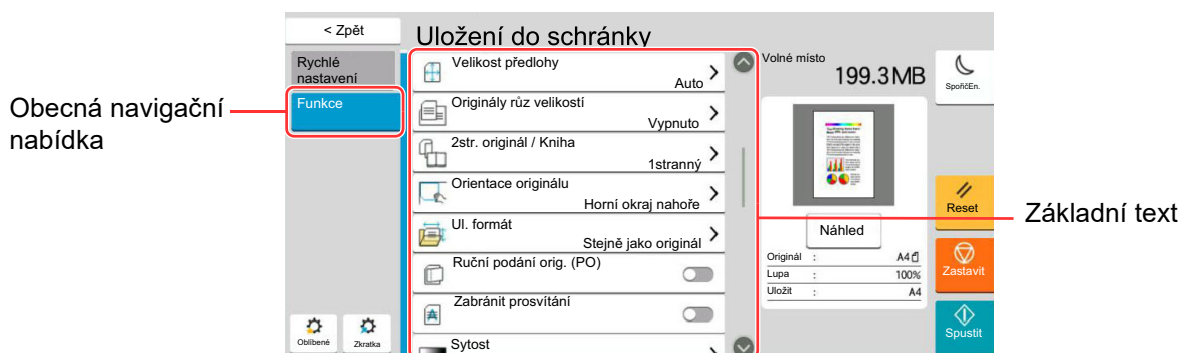 < Zpět
Uložení do schránky
Rychlé
nastavení
Funkce
Obecná navigační
nabídka
Velikost předlohy
Auto
Originály růz velikostí
Vypnuto
2str. originál / Kniha
1stranný
Orientace originálu
Horní okraj nahoře
Ul. formát
Stejně jako originál
Ruční podání orig. (PO)
Zabránit prosvítání
Sytost
Oblíbené
Zkratka
Volné místo
199.3MB
Náhled
Originál : A4
Lupa : 100%
Uložit : A4
SpořičEn.
Reset
Zastavit
Spustit
Základní text